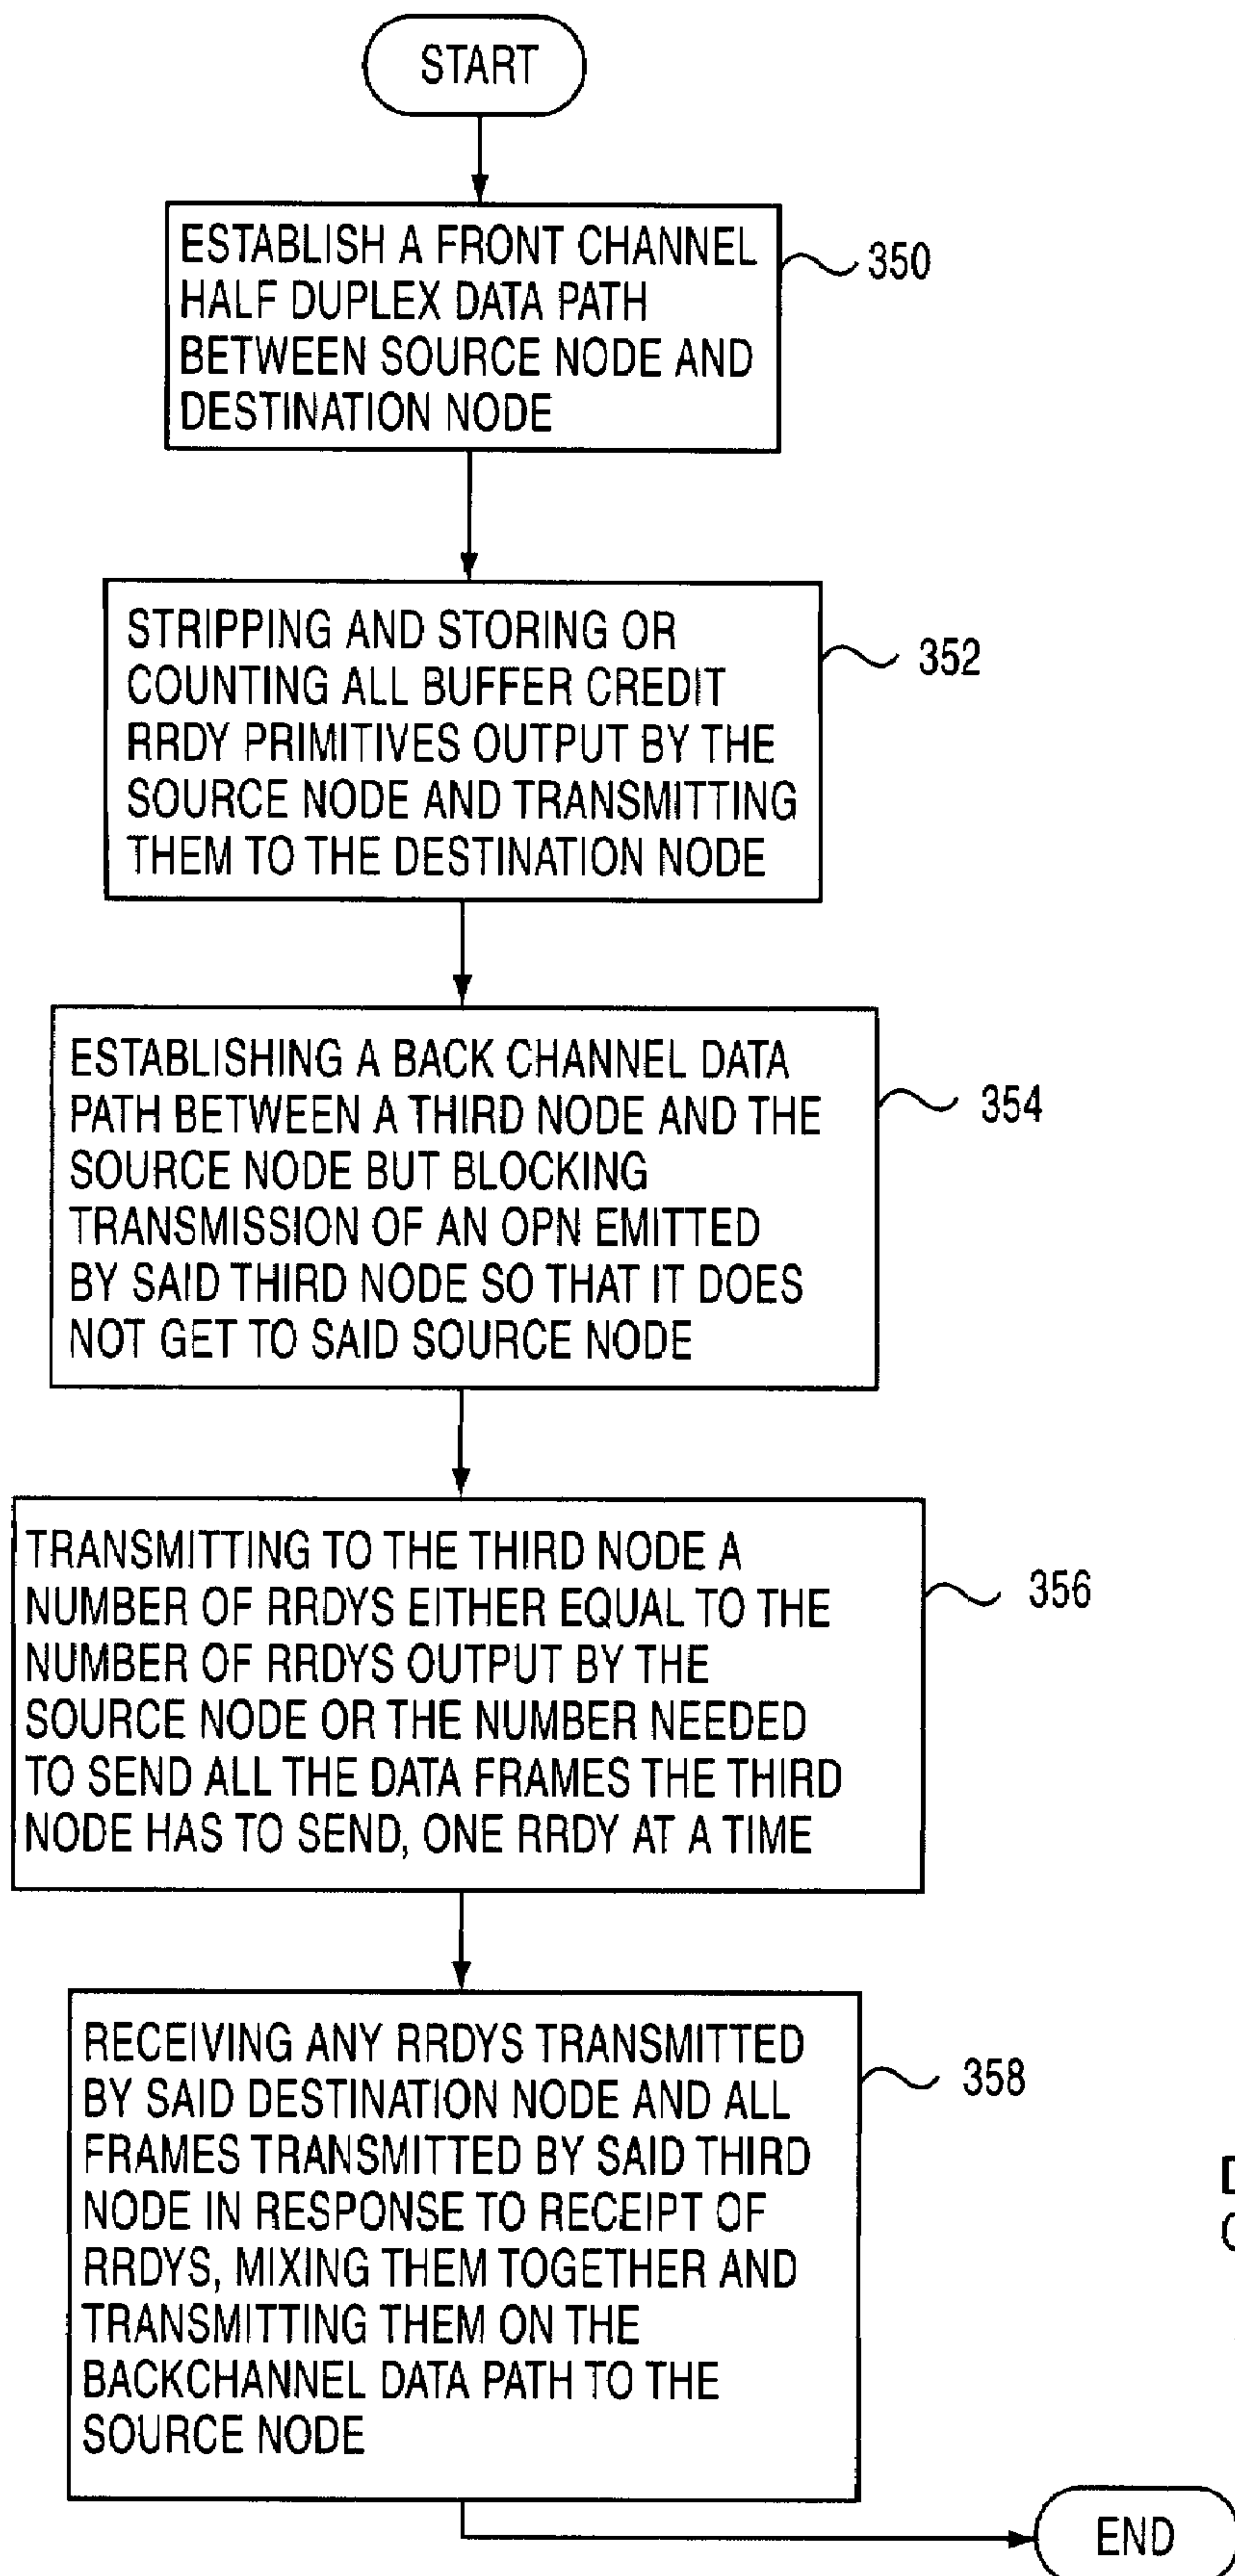 START
ESTABLISH A FRONT CHANNEL
HALF DUPLEX DATA PATH
BETWEEN SOURCE NODE AND
DESTINATION NODE
350
STRIPPING AND STORING OR
COUNTING ALL BUFFER CREDIT
RRDY PRIMITIVES OUTPUT BY THE
SOURCE NODE AND TRANSMITTING
THEM TO THE DESTINATION NODE
352
ESTABLISHING A BACK CHANNEL DATA
PATH BETWEEN A THIRD NODE AND THE
SOURCE NODE BUT BLOCKING
TRANSMISSION OF AN OPN EMITTED
BY SAID THIRD NODE SO THAT IT DOES
NOT GET TO SAID SOURCE NODE
354
TRANSMITTING TO THE THIRD NODE A
NUMBER OF RRDYS EITHER EQUAL TO THE
NUMBER OF RRDYS OUTPUT BY THE
SOURCE NODE OR THE NUMBER NEEDED
TO SEND ALL THE DATA FRAMES THE THIRD
NODE HAS TO SEND, ONE RRDY AT A TIME
356
RECEIVING ANY RRDYS TRANSMITTED
BY SAID DESTINATION NODE AND ALL
FRAMES TRANSMITTED BY SAID THIRD
NODE IN RESPONSE TO RECEIPT OF
RRDYS, MIXING THEM TOGETHER AND
TRANSMITTING THEM ON THE
BACKCHANNEL DATA PATH TO THE
SOURCE NODE
358
END